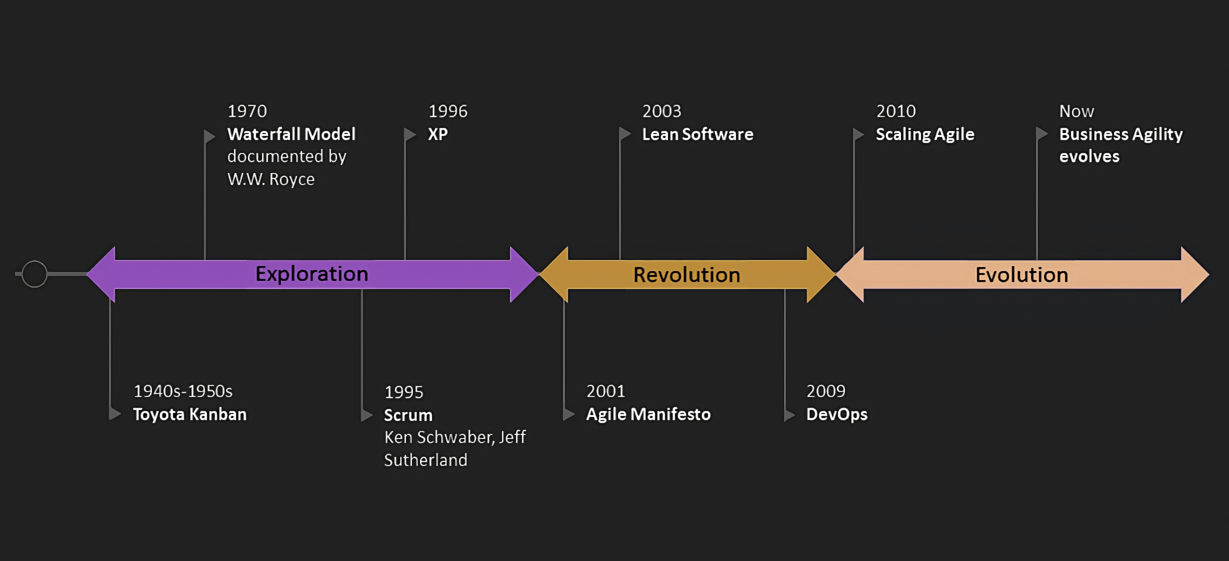 1970
Waterfall Model
documented by
W.W. Royce
1996
XP
2003
Lean Software
2010
Scaling Agile
Now
Business Agility
evolves
Exploration
Revolution
Evolution
1940s-1950s
Toyota Kanban
1995
Scrum
Ken Schwaber, Jeff
Sutherland
2001
Agile Manifesto
2009
DevOps